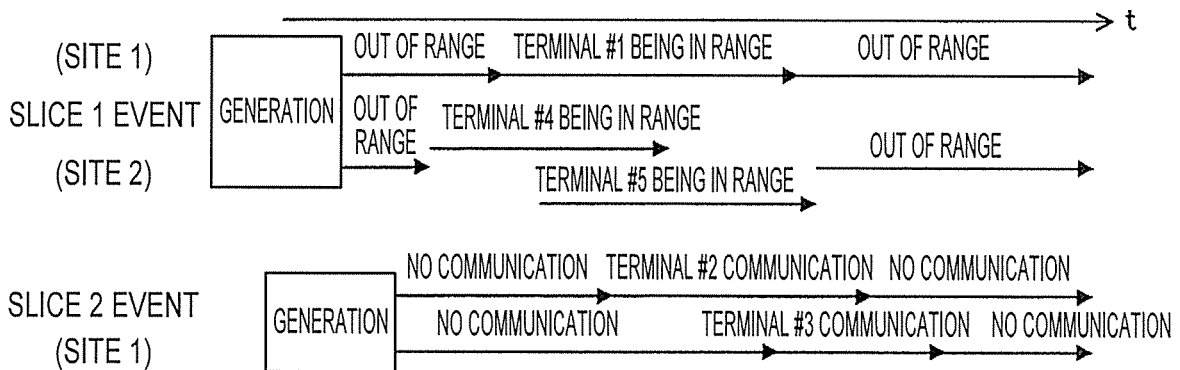 t
(SITE 1)
OUT OF RANGE TERMINAL #1 BEING IN RANGE OUT OF RANGE
SLICE 1 EVENT GENERATION
OUT OF
RANGE
TERMINAL #4 BEING IN RANGE
OUT OF RANGE
(SITE 2)
TERMINAL #5 BEING IN RANGE
NO COMMUNICATION TERMINAL #2 COMMUNICATION NO COMMUNICATION
SLICE 2 EVENT
GENERATION
NO COMMUNICATION TERMINAL #3 COMMUNICATION NO COMMUNICATION
(SITE 1)